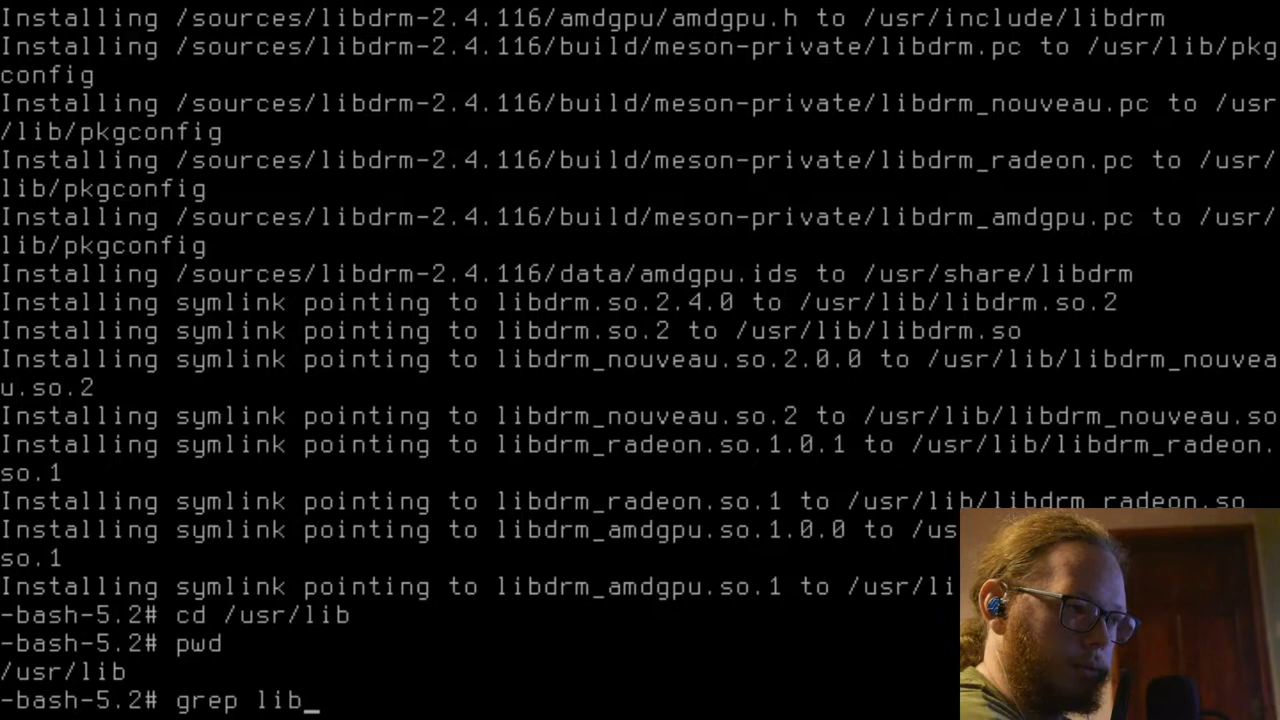 Installing /sources/libdrm-2.4.116/amdgpu/amdgpu.h to /usr/include/libdrm
Installing /sources/libdrm-2.4.116/build/meson-private/libdrm.pc to /usr/lib/pkg
config
Installing /sources/libdrm-2.4.116/build/meson-private/libdrm_nouveau.pc to /usr
/lib/pkgconfig
Installing /sources/libdrm-2.4.116/build/meson-private/libdrm_radeon.pc to /usr/
lib/pkgconfig
Installing /sources/libdrm-2.4.116/build/meson-private/libdrm_amdgpu.pc to /usr/
lib/pkgconfig
Installing /sources/libdrm-2.4.116/data/amdgpu.ids to /usr/share/libdrm
Installing symlink pointing to libdrm.so.2.4.0 to /usr/lib/libdrm.so.2
Installing symlink pointing to libdrm.so.2 to /usr/lib/libdrm.so
Installing symlink pointing to libdrm_nouveau.so.2.0.0 to /usr/lib/libdrm_nouvea
u.so.2
Installing symlink pointing to libdrm_nouveau.so.2 to /usr/lib/libdrm_nouveau.so
Installing symlink pointing to libdrm_radeon.so.1.0.1 to /usr/lib/libdrm_radeon.
so.1
Installing symlink pointing to libdrm_radeon.so.1 to /usr/lib/libdrm_radeon.so
Installing symlink pointing to libdrm_amdgpu.so.1.0.0 to /us
so.1
Installing symlink pointing to libdrm_amdgpu.so.1 to /usr/li
-bash-5.2# cd /usr/lib
-bash-5.2# pwd
/usr/lib
-bash-5.2# grep lib_